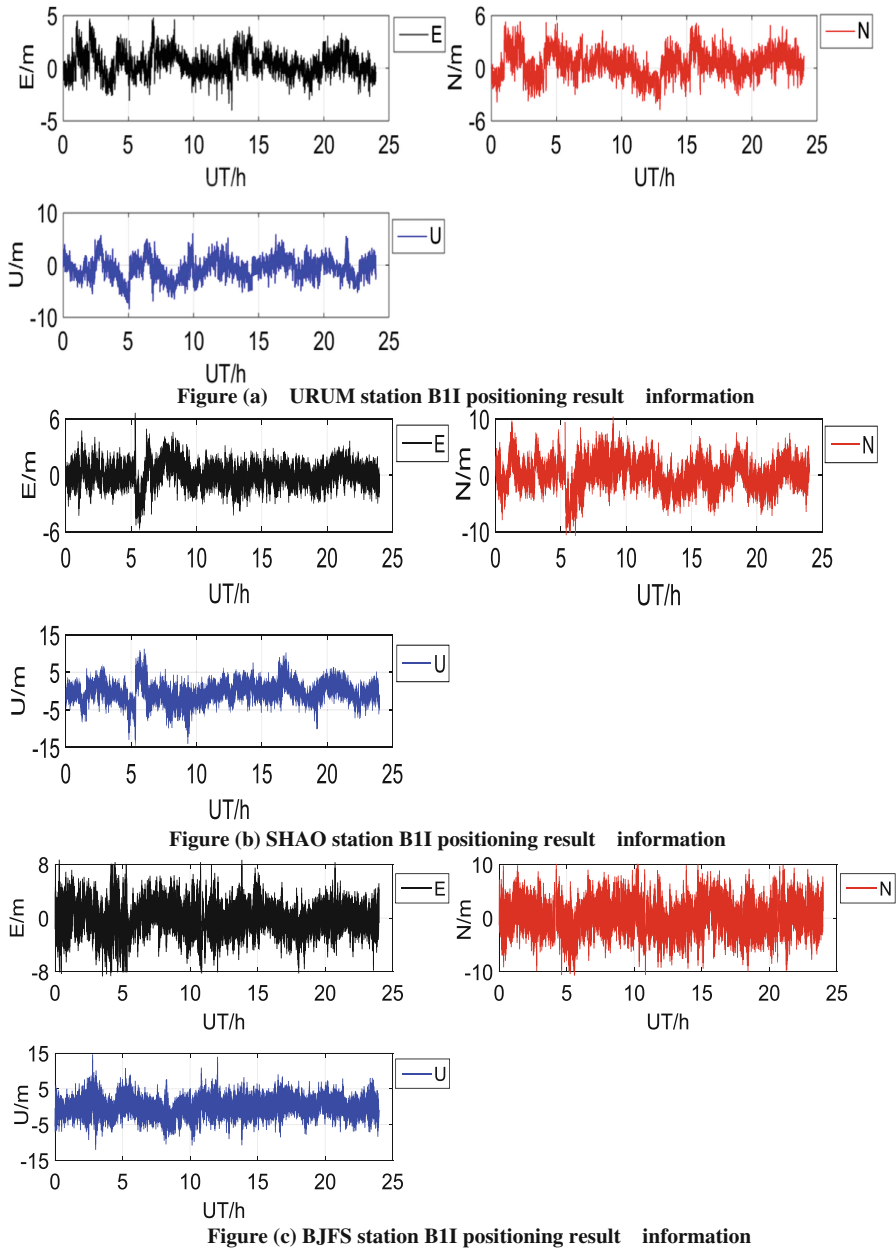 5
E
0
E/m
-5
0 5 10 15 20 25
UT/h
6
N
0
N/m
-6
0 5 10 15 20 25
UT/h
10
U
0
U/m
-10
0 5 10 15 20 25
Figure (a) URUM station B1I positioning result information
6
E
0
E/m
-6
0 5 10 15 20 25
UT/h
10
N
0
N/m
-10
0 5 10 15 20 25
UT/h
15
U
5
U/m
-5
-15
0 5 10 15 20 25
UT/h
Figure (b) SHAO station B1I positioning result information
8
E
0
E/m
-8
0 5 10 15 20 25
UT/h
10
N
0
N/m
-10
0 5 10 15 20 25
UT/h
15
U
5
U/m
-5
-15
0 5 10 15 20 25
Figure (c) BJFS station B1I positioning result information